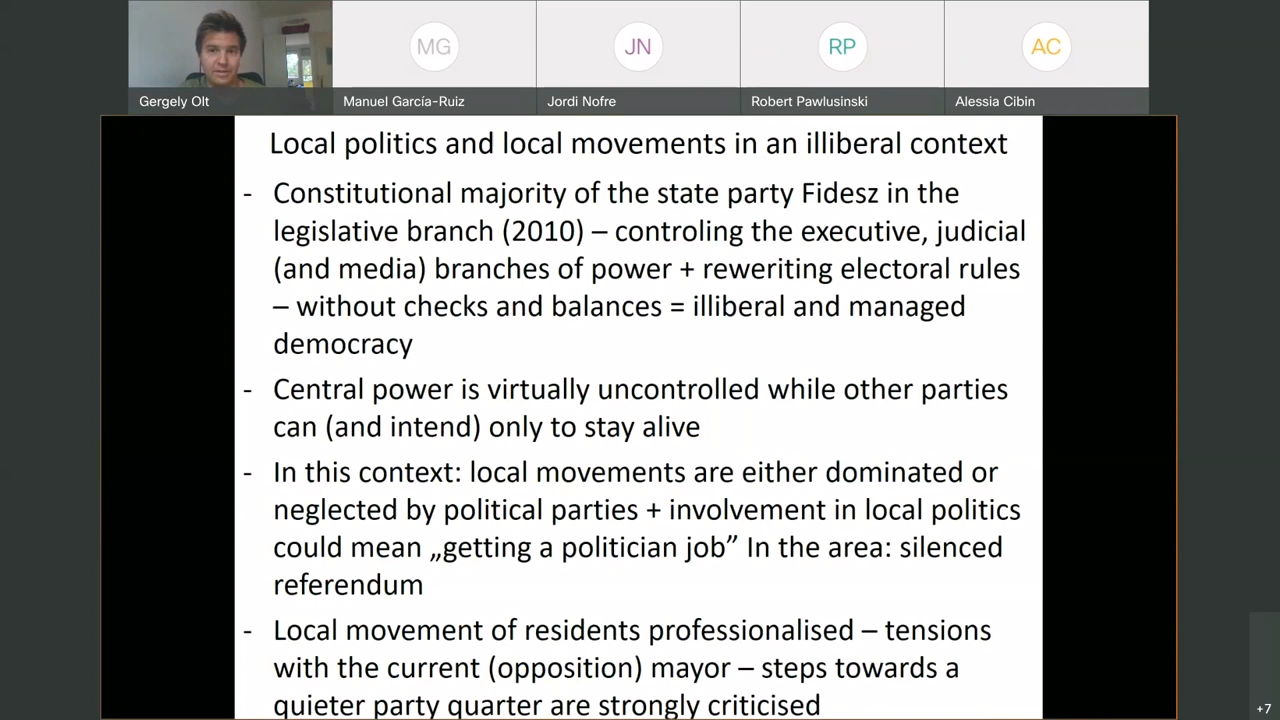 MG
JN
RP
AC
Gergely Olt
Manuel García-Ruiz
Jordi Nofre
Robert Pawlusinski
Alessia Cibin
Local politics and local movements in an illiberal context
- Constitutional majority of the state party Fidesz in the
legislative branch (2010) – controling the executive, judicial
(and media) branches of power + reweriting electoral rules
– without checks and balances = illiberal and managed
democracy
- Central power is virtually uncontrolled while other parties
can (and intend) only to stay alive
- In this context: local movements are either dominated or
neglected by political parties + involvement in local politics
could mean „getting a politician job” In the area: silenced
referendum
- Local movement of residents professionalised – tensions
with the current (opposition) mayor – steps towards a
quieter party quarter are strongly criticised
+7